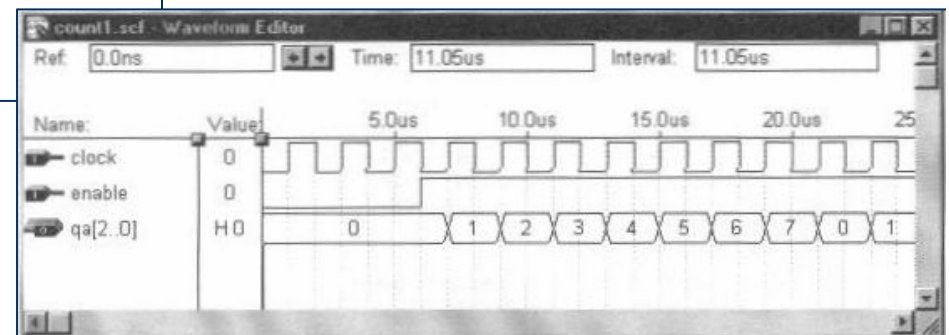 count1.scf - Waveform Editor
Ref: 0.0ns Time: 11.05us Interval: 11.05us
Name: Value: 5.0us 10.0us 15.0us 20.0us 25
clock 0
enable 0
qa[2..0] H 0 0 1 2 3 4 5 6 7 0 1